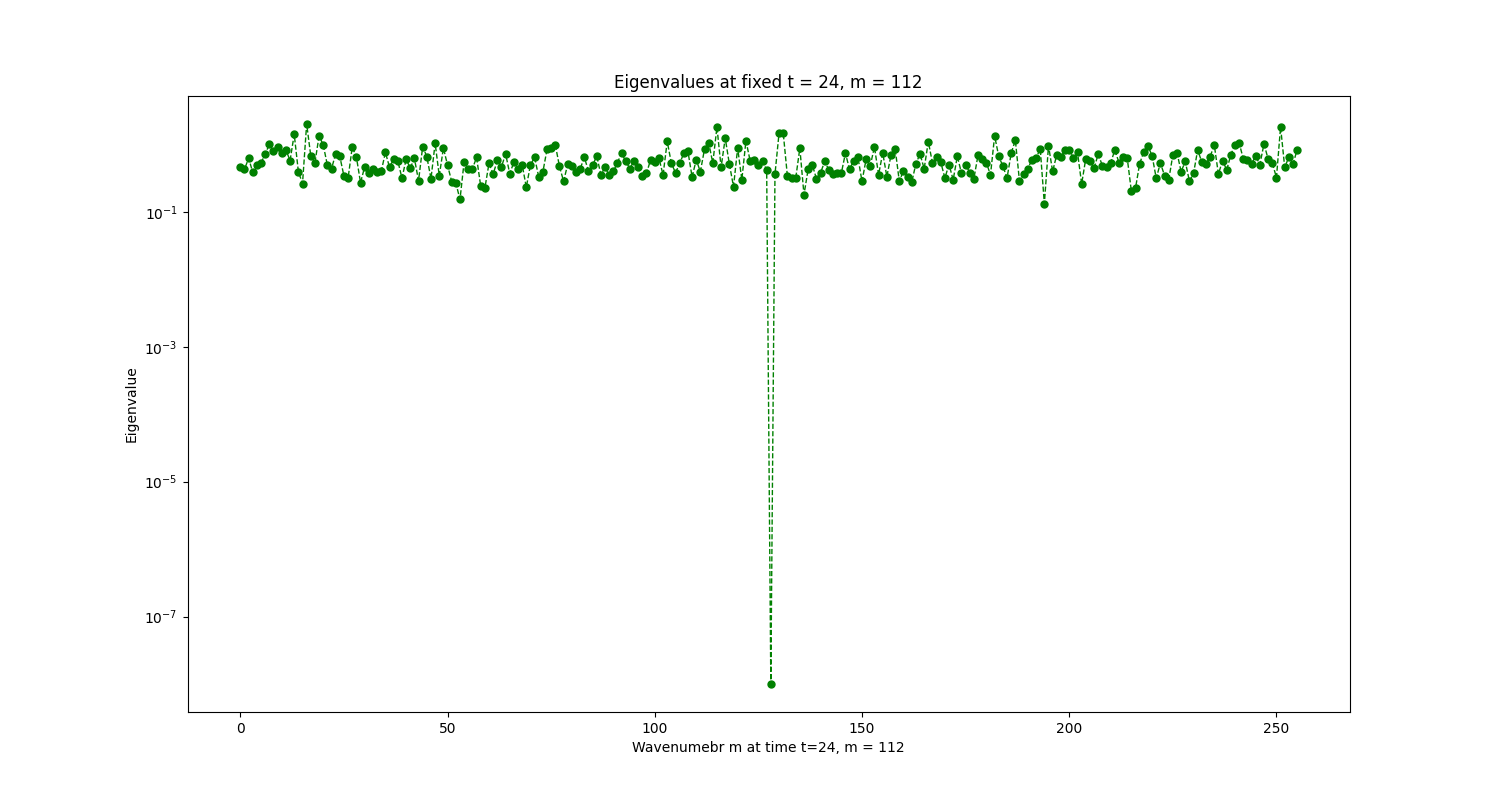 Eigenvalues at fixed t = 24, m = 112
Eigenvalue
10⁻¹
10⁻³
10⁻⁵
10⁻⁷
0 50 100 150 200 250
Wavenumebr m at time t=24, m = 112